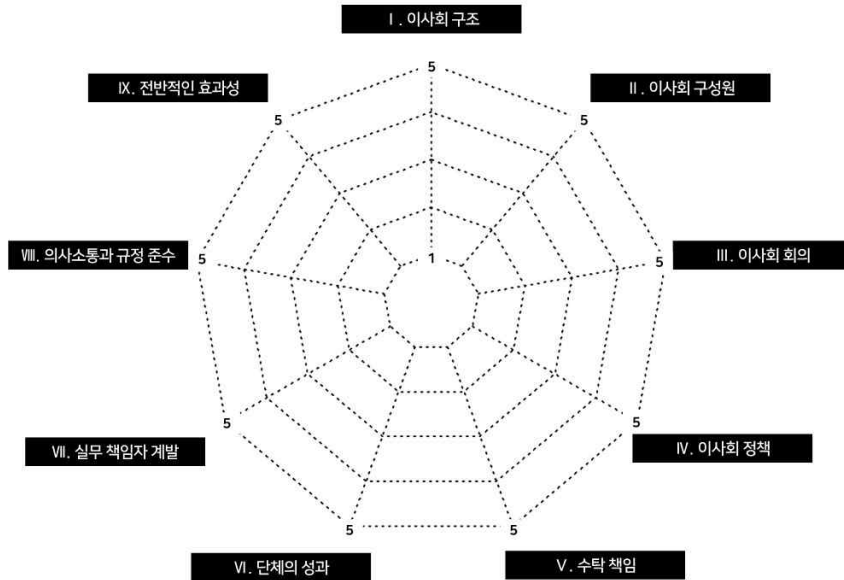 Ⅰ. 이사회 구조
5
Ⅸ. 전반적인 효과성
Ⅱ. 이사회 구성원
5
5
Ⅷ. 의사소통과 규정 준수
5
1
5
Ⅲ. 이사회 회의
5
5
Ⅶ. 실무 책임자 계발
Ⅳ. 이사회 정책
5
5
Ⅵ. 단체의 성과
Ⅴ. 수탁 책임